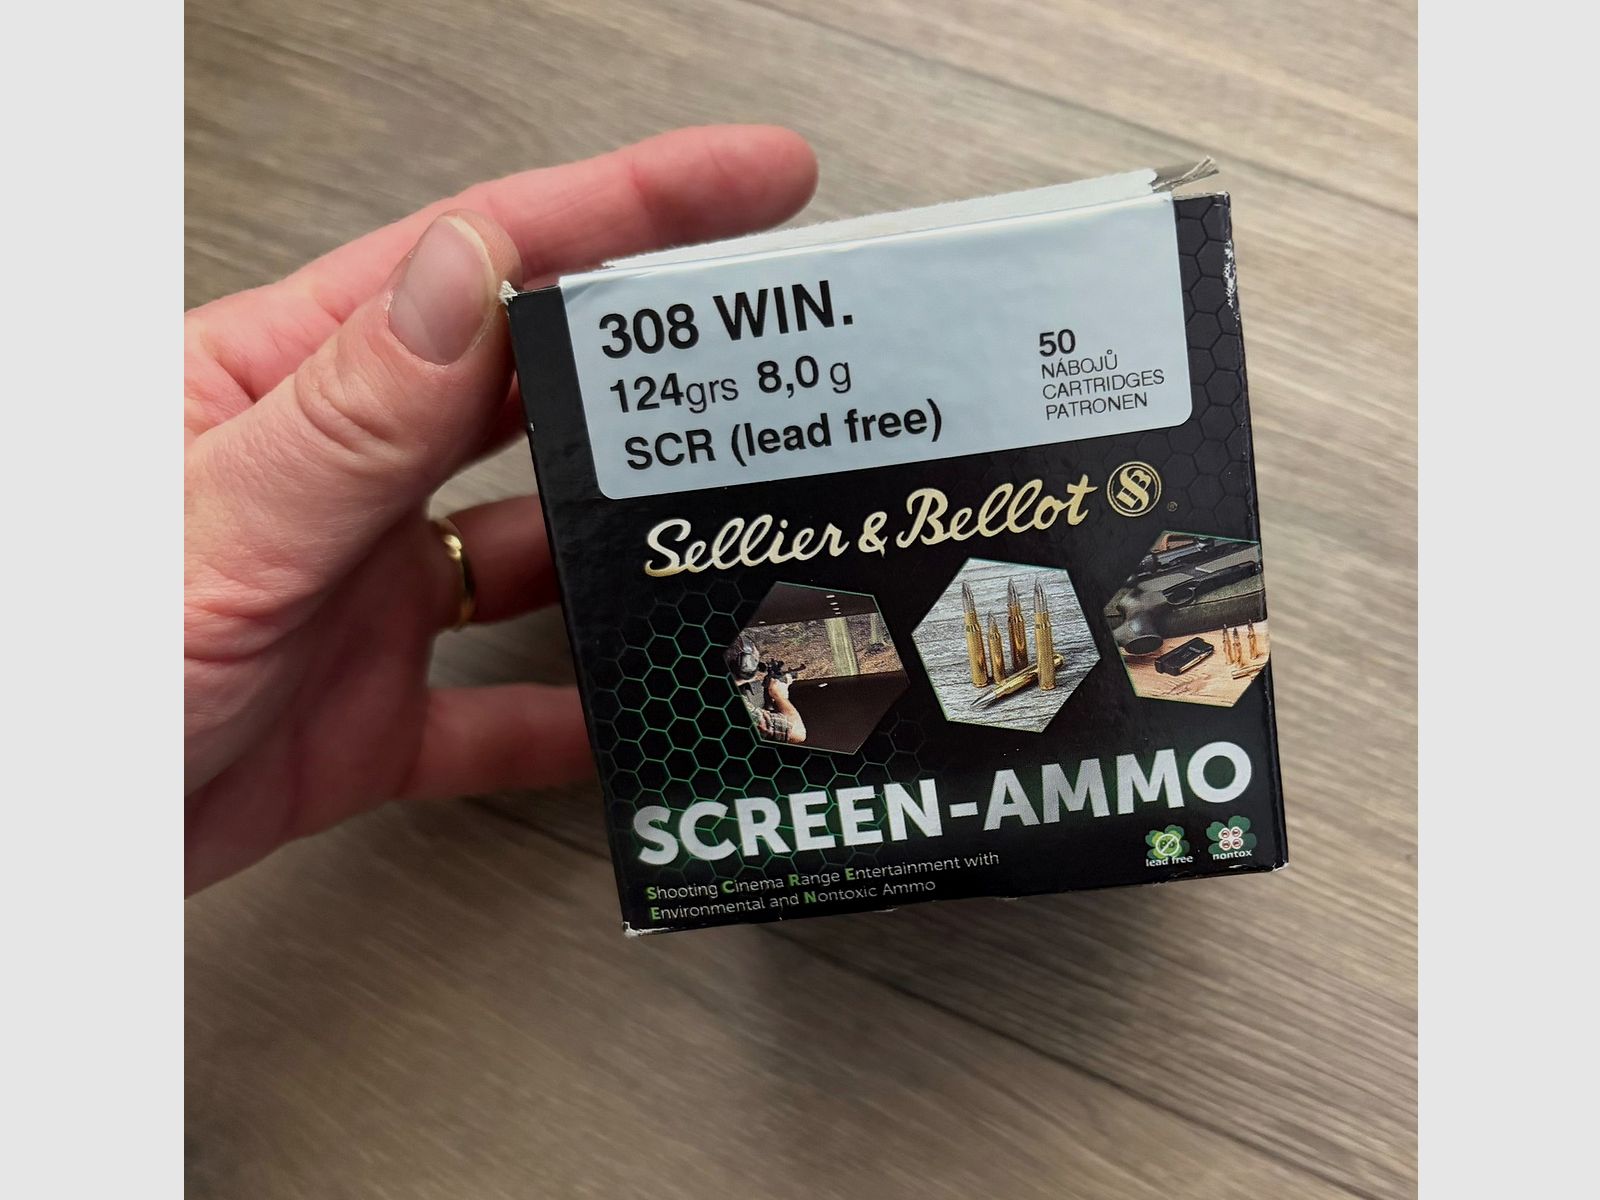 308 WIN.
124grs 8,0 g
SCR (lead free)
50
NÁBOJŮ
CARTRIDGES
PATRONEN
Sellier & Bellot
SCREEN-AMMO
lead free
nontox
Shooting Cinema Range Entertainment with
Environmental and Nontoxic Ammo